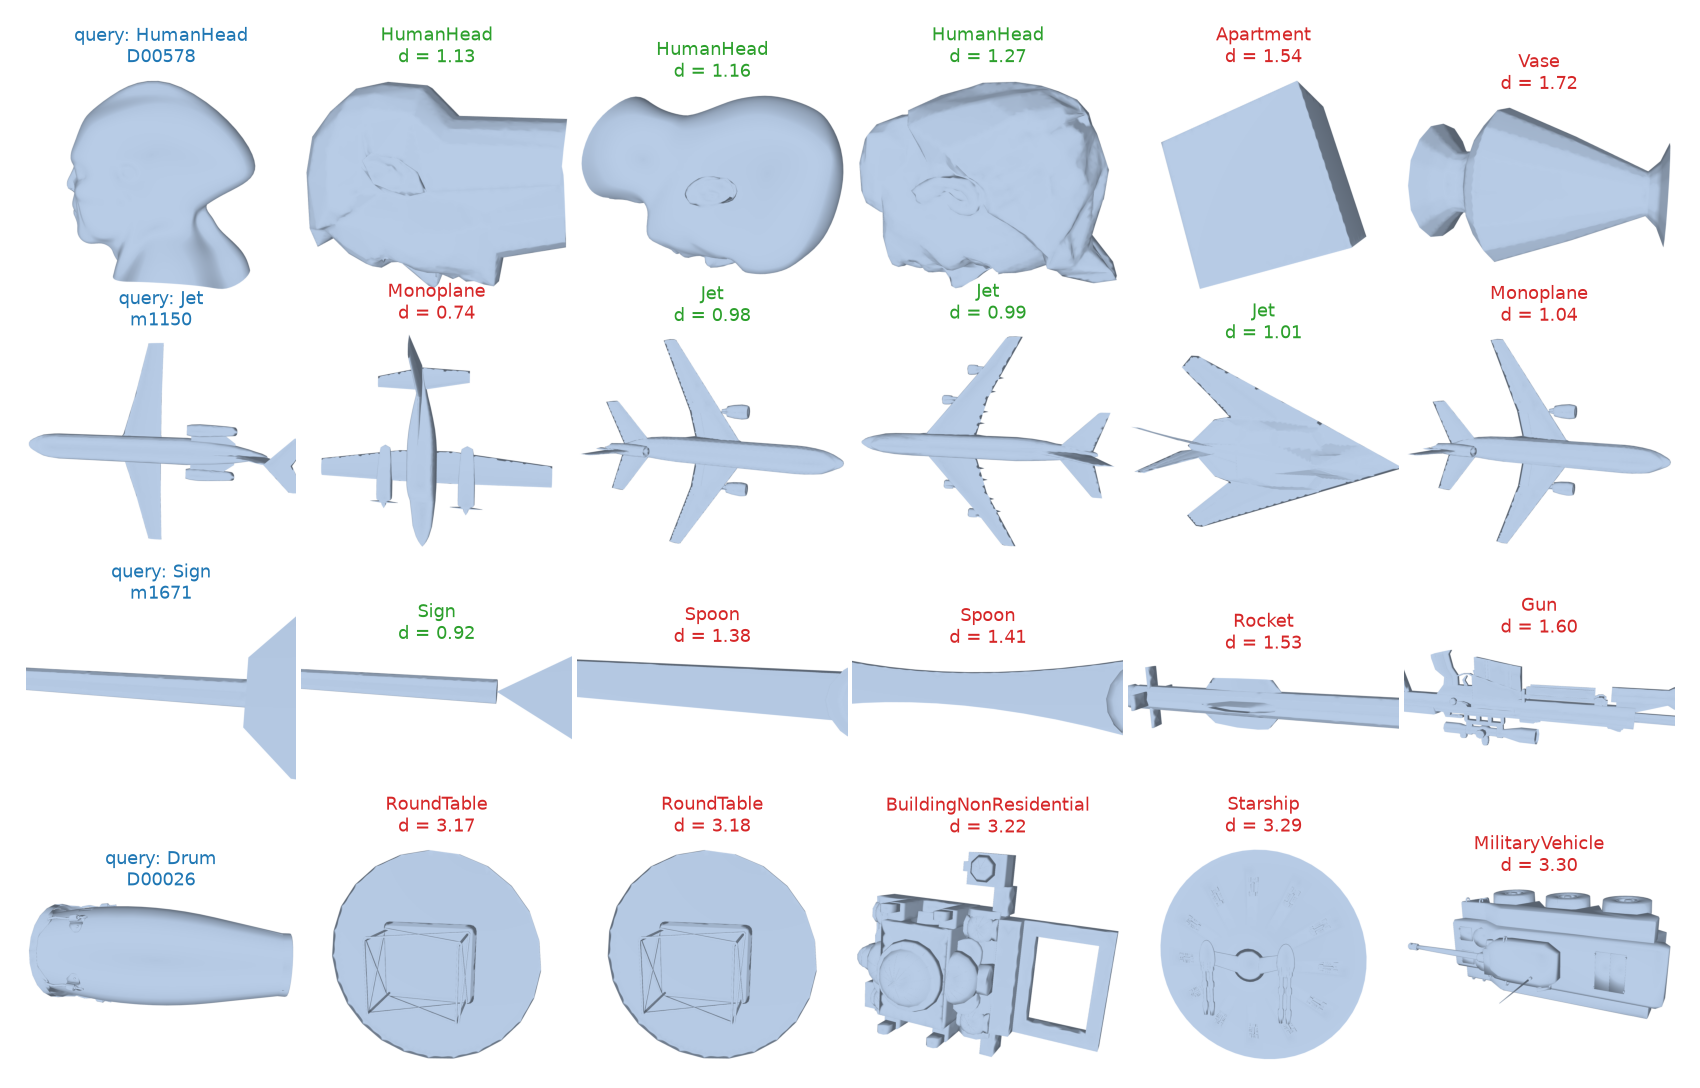 query: HumanHead
D00578
HumanHead
d = 1.13
HumanHead
d = 1.16
HumanHead
d = 1.27
Apartment
d = 1.54
Vase
d = 1.72
query: Jet
m1150
Monoplane
d = 0.74
Jet
d = 0.98
Jet
d = 0.99
Jet
d = 1.01
Monoplane
d = 1.04
query: Sign
m1671
Sign
d = 0.92
Spoon
d = 1.38
Spoon
d = 1.41
Rocket
d = 1.53
Gun
d = 1.60
query: Drum
D00026
RoundTable
d = 3.17
RoundTable
d = 3.18
BuildingNonResidential
d = 3.22
Starship
d = 3.29
MilitaryVehicle
d = 3.30